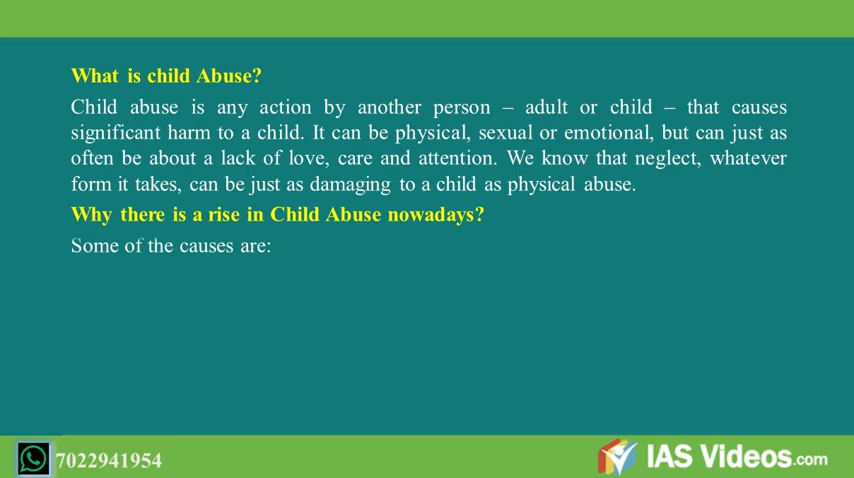 What is child Abuse?
Child abuse is any action by another person – adult or child – that causes
significant harm to a child. It can be physical, sexual or emotional, but can just as
often be about a lack of love, care and attention. We know that neglect, whatever
form it takes, can be just as damaging to a child as physical abuse.
Why there is a rise in Child Abuse nowadays?
Some of the causes are:
7022941954
IAS Videos.com